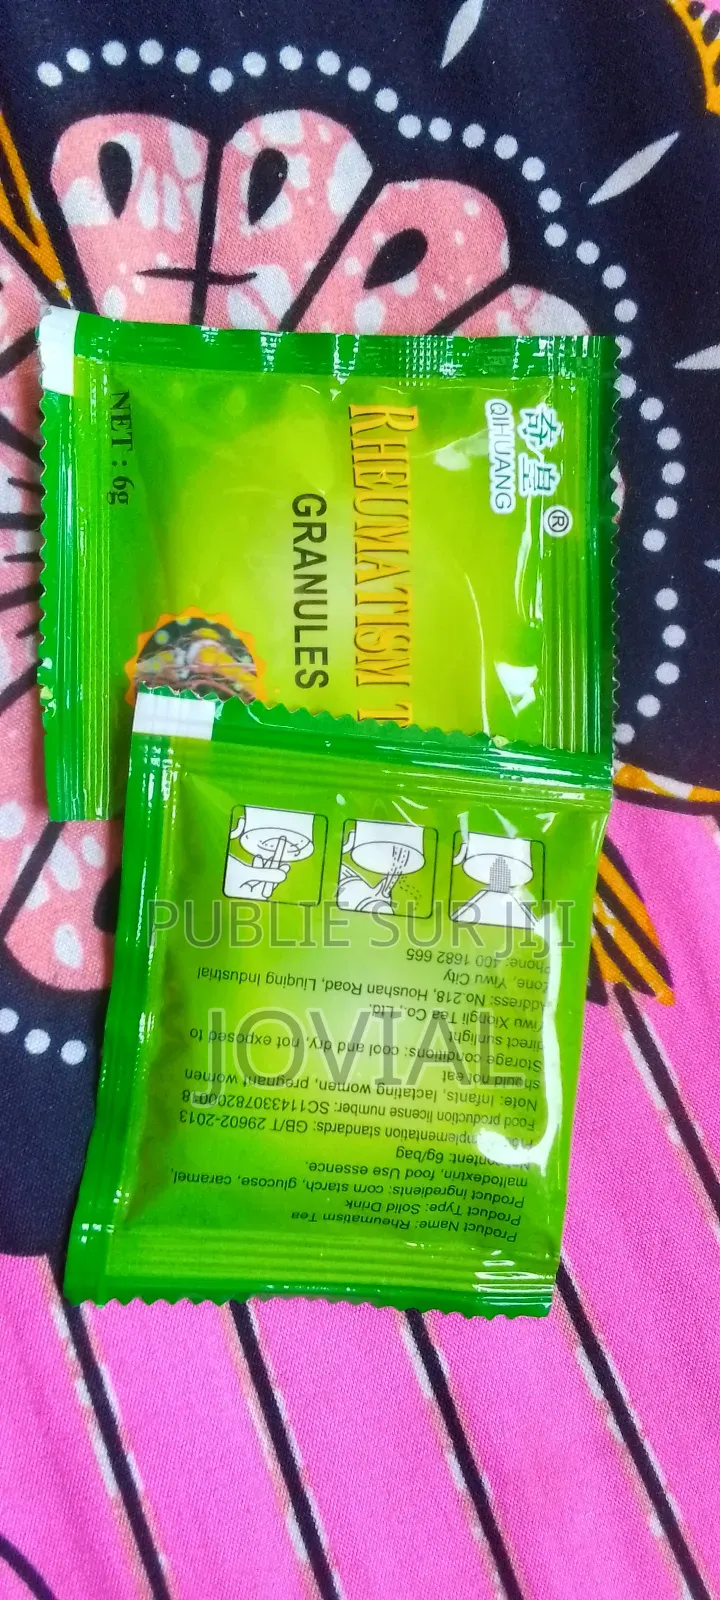 奇皇®
QIHUANG
RHEUMATISM T
GRANULES
NET : 6g
PUBLIE SUR JIJI
JOVIAL
Product Name: Rheumatism Tea
Product Type: Solid Drink
Product ingredients: corn starch, glucose, caramel,
maltodextrin, food Use essence.
content: 6g/bag
implementation standards: GB/T 29602-2013
Food production license number: SC11433078200018
Note: Infants, lactating women, pregnant women
should not eat
Storage conditions: cool and dry, not exposed to
direct sunlight
Yiwu Xiaoli Tea Co., Ltd.
Address: No.218, Houshan Road, Liuqing Industrial
Zone, Yiwu City
Phone: 400 1682 665